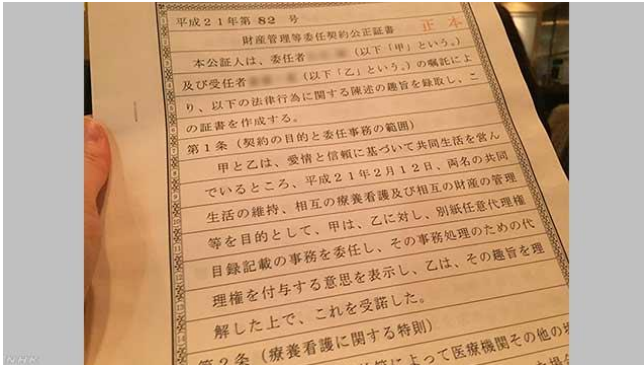 平成21年第82号
正本
財産管理等委任契約公正証書
本公証人は、委任者 (以下「甲」という。)
及び受任者 (以下「乙」という。)の嘱託によ
り、以下の法律行為に関する陳述の趣旨を録取し、こ
の証書を作成する。
第1条(契約の目的と委任事務の範囲)
甲と乙は、愛情と信頼に基づいて共同生活を営ん
でいるところ、平成21年2月12日、両名の共同
生活の維持、相互の療養看護及び相互の財産の管理
等を目的として、甲は、乙に対し、別紙任意代理権
目録記載の事務を委任し、その事務処理のための代
理権を付与する意思を表示し、乙は、その趣旨を理
解した上で、これを受諾した。
第2条(療養看護に関する特則)
によって医療機関その他の
NHK